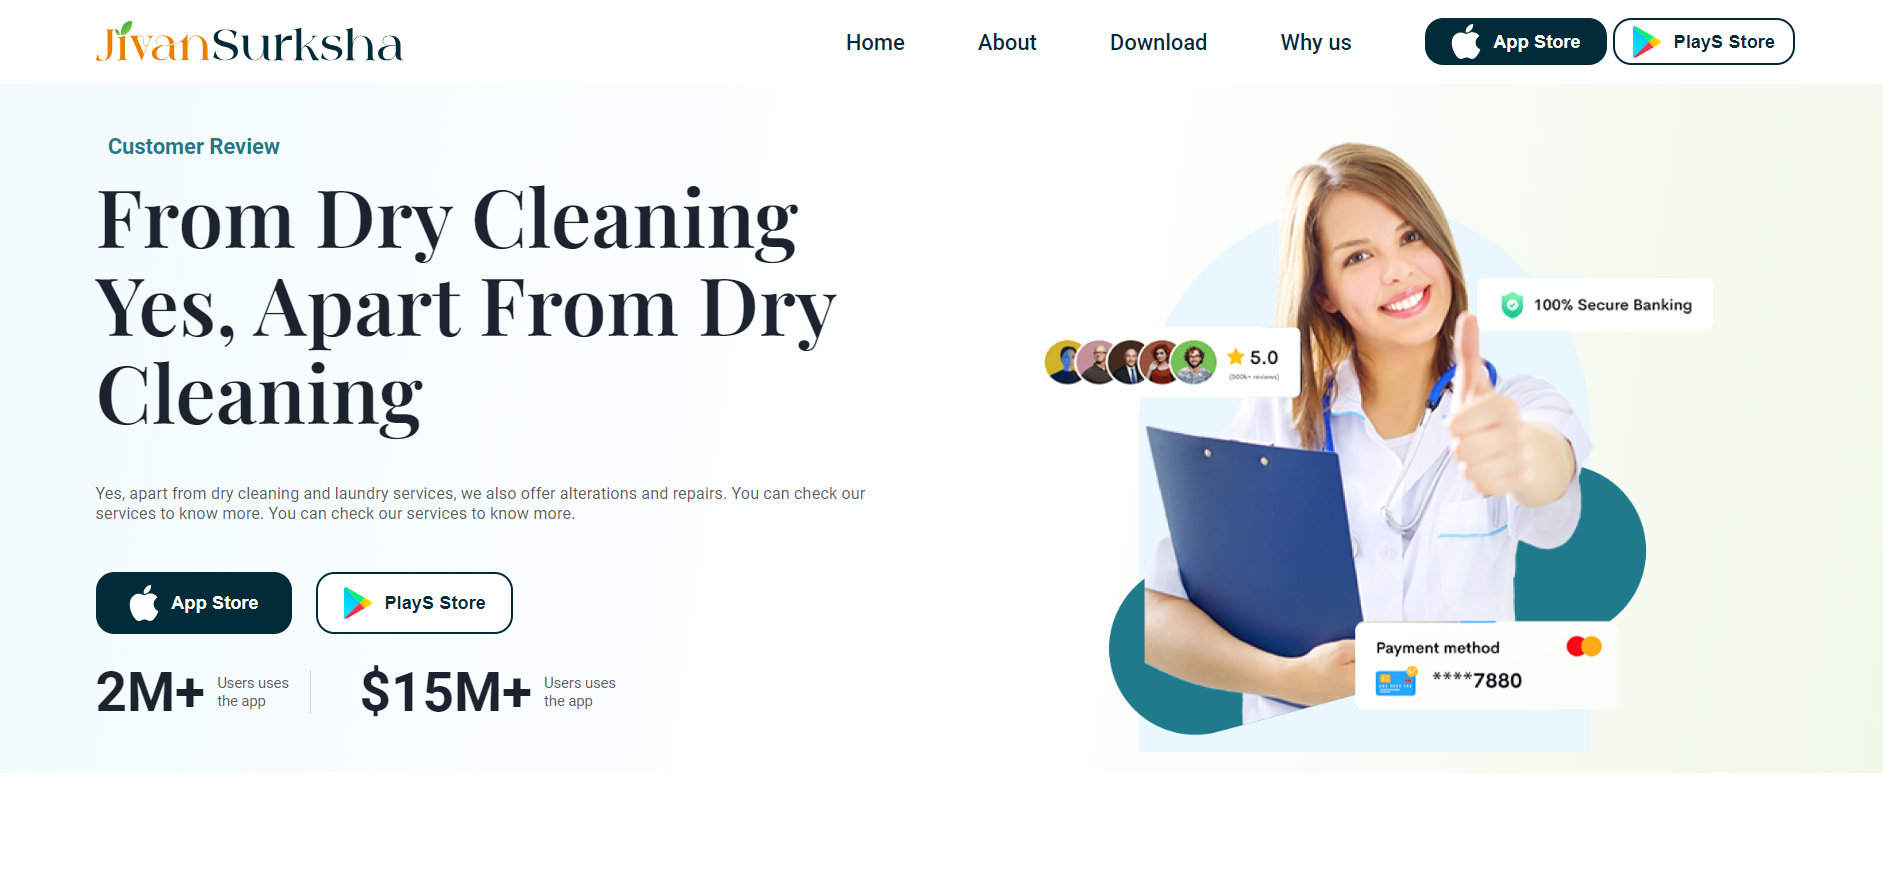 JivanSurksha
Home About Download Why us
App Store
PlayS Store
Customer Review
From Dry Cleaning
Yes, Apart From Dry
Cleaning
Yes, apart from dry cleaning and laundry services, we also offer alterations and repairs. You can check our
services to know more. You can check our services to know more.
App Store
PlayS Store
2M+
Users uses
the app
$15M+
Users uses
the app
100% Secure Banking
5.0
(500k+ reviews)
Payment method
****7880